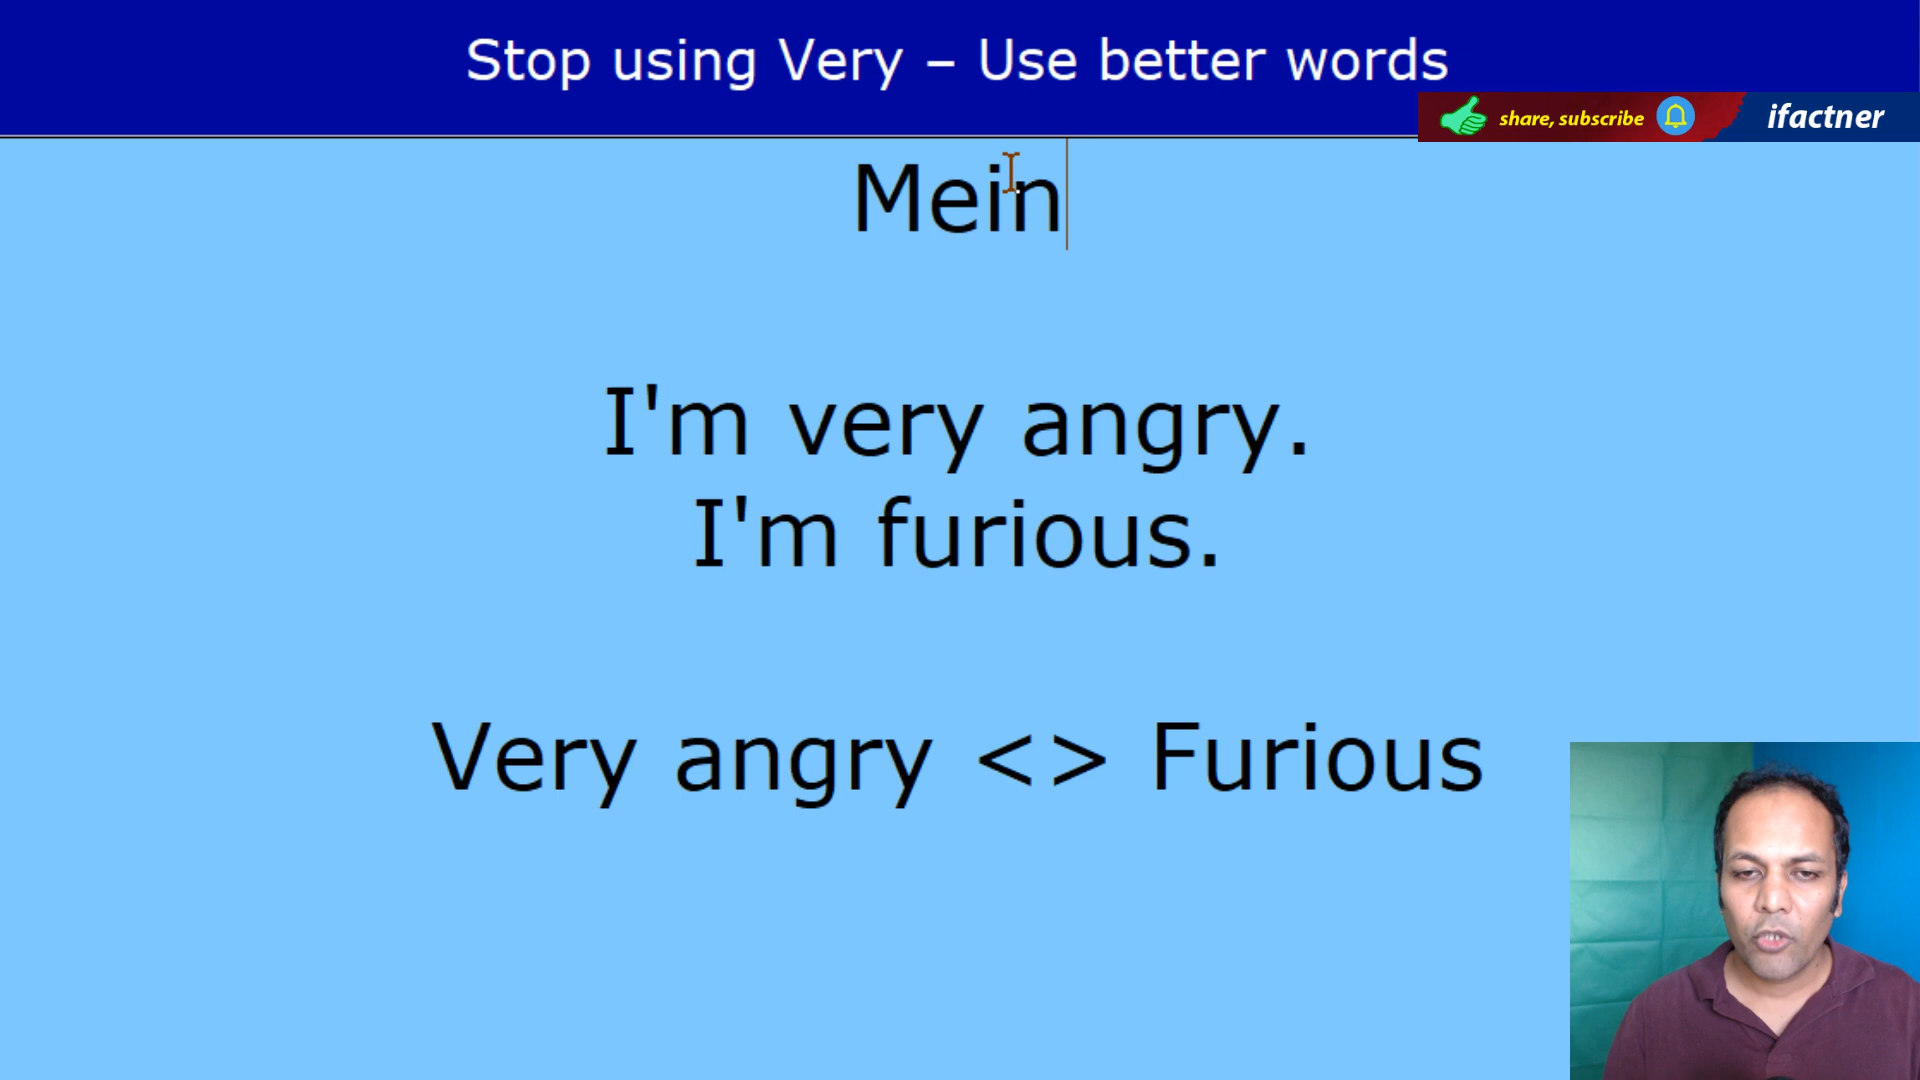 Stop using Very – Use better words
share, subscribe
ifactner
Mein
I'm very angry.
I'm furious.
Very angry <> Furious